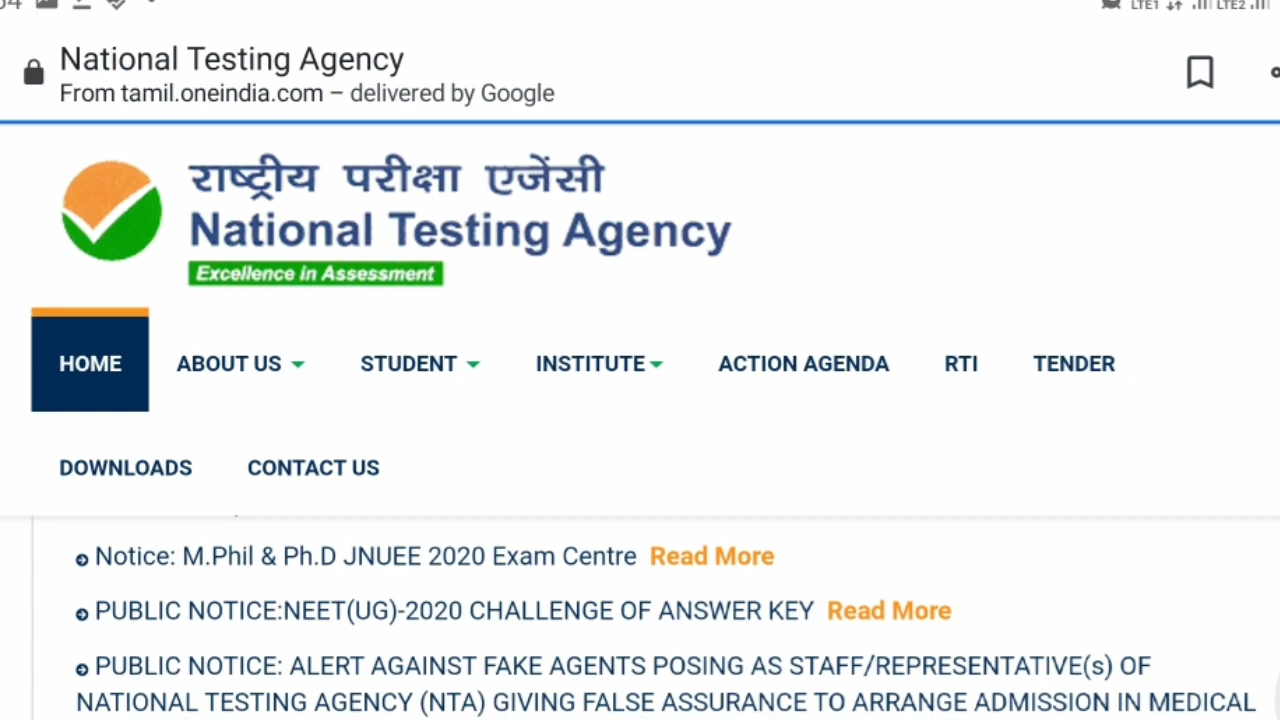 LTE1 LTE2
National Testing Agency
From tamil.oneindia.com – delivered by Google
राष्ट्रीय परीक्षा एजेंसी
National Testing Agency
Excellence in Assessment
HOME ABOUT US STUDENT INSTITUTE ACTION AGENDA RTI TENDER
DOWNLOADS CONTACT US
Notice: M.Phil & Ph.D JNUEE 2020 Exam Centre Read More
PUBLIC NOTICE:NEET(UG)-2020 CHALLENGE OF ANSWER KEY Read More
PUBLIC NOTICE: ALERT AGAINST FAKE AGENTS POSING AS STAFF/REPRESENTATIVE(s) OF
NATIONAL TESTING AGENCY (NTA) GIVING FALSE ASSURANCE TO ARRANGE ADMISSION IN MEDICAL